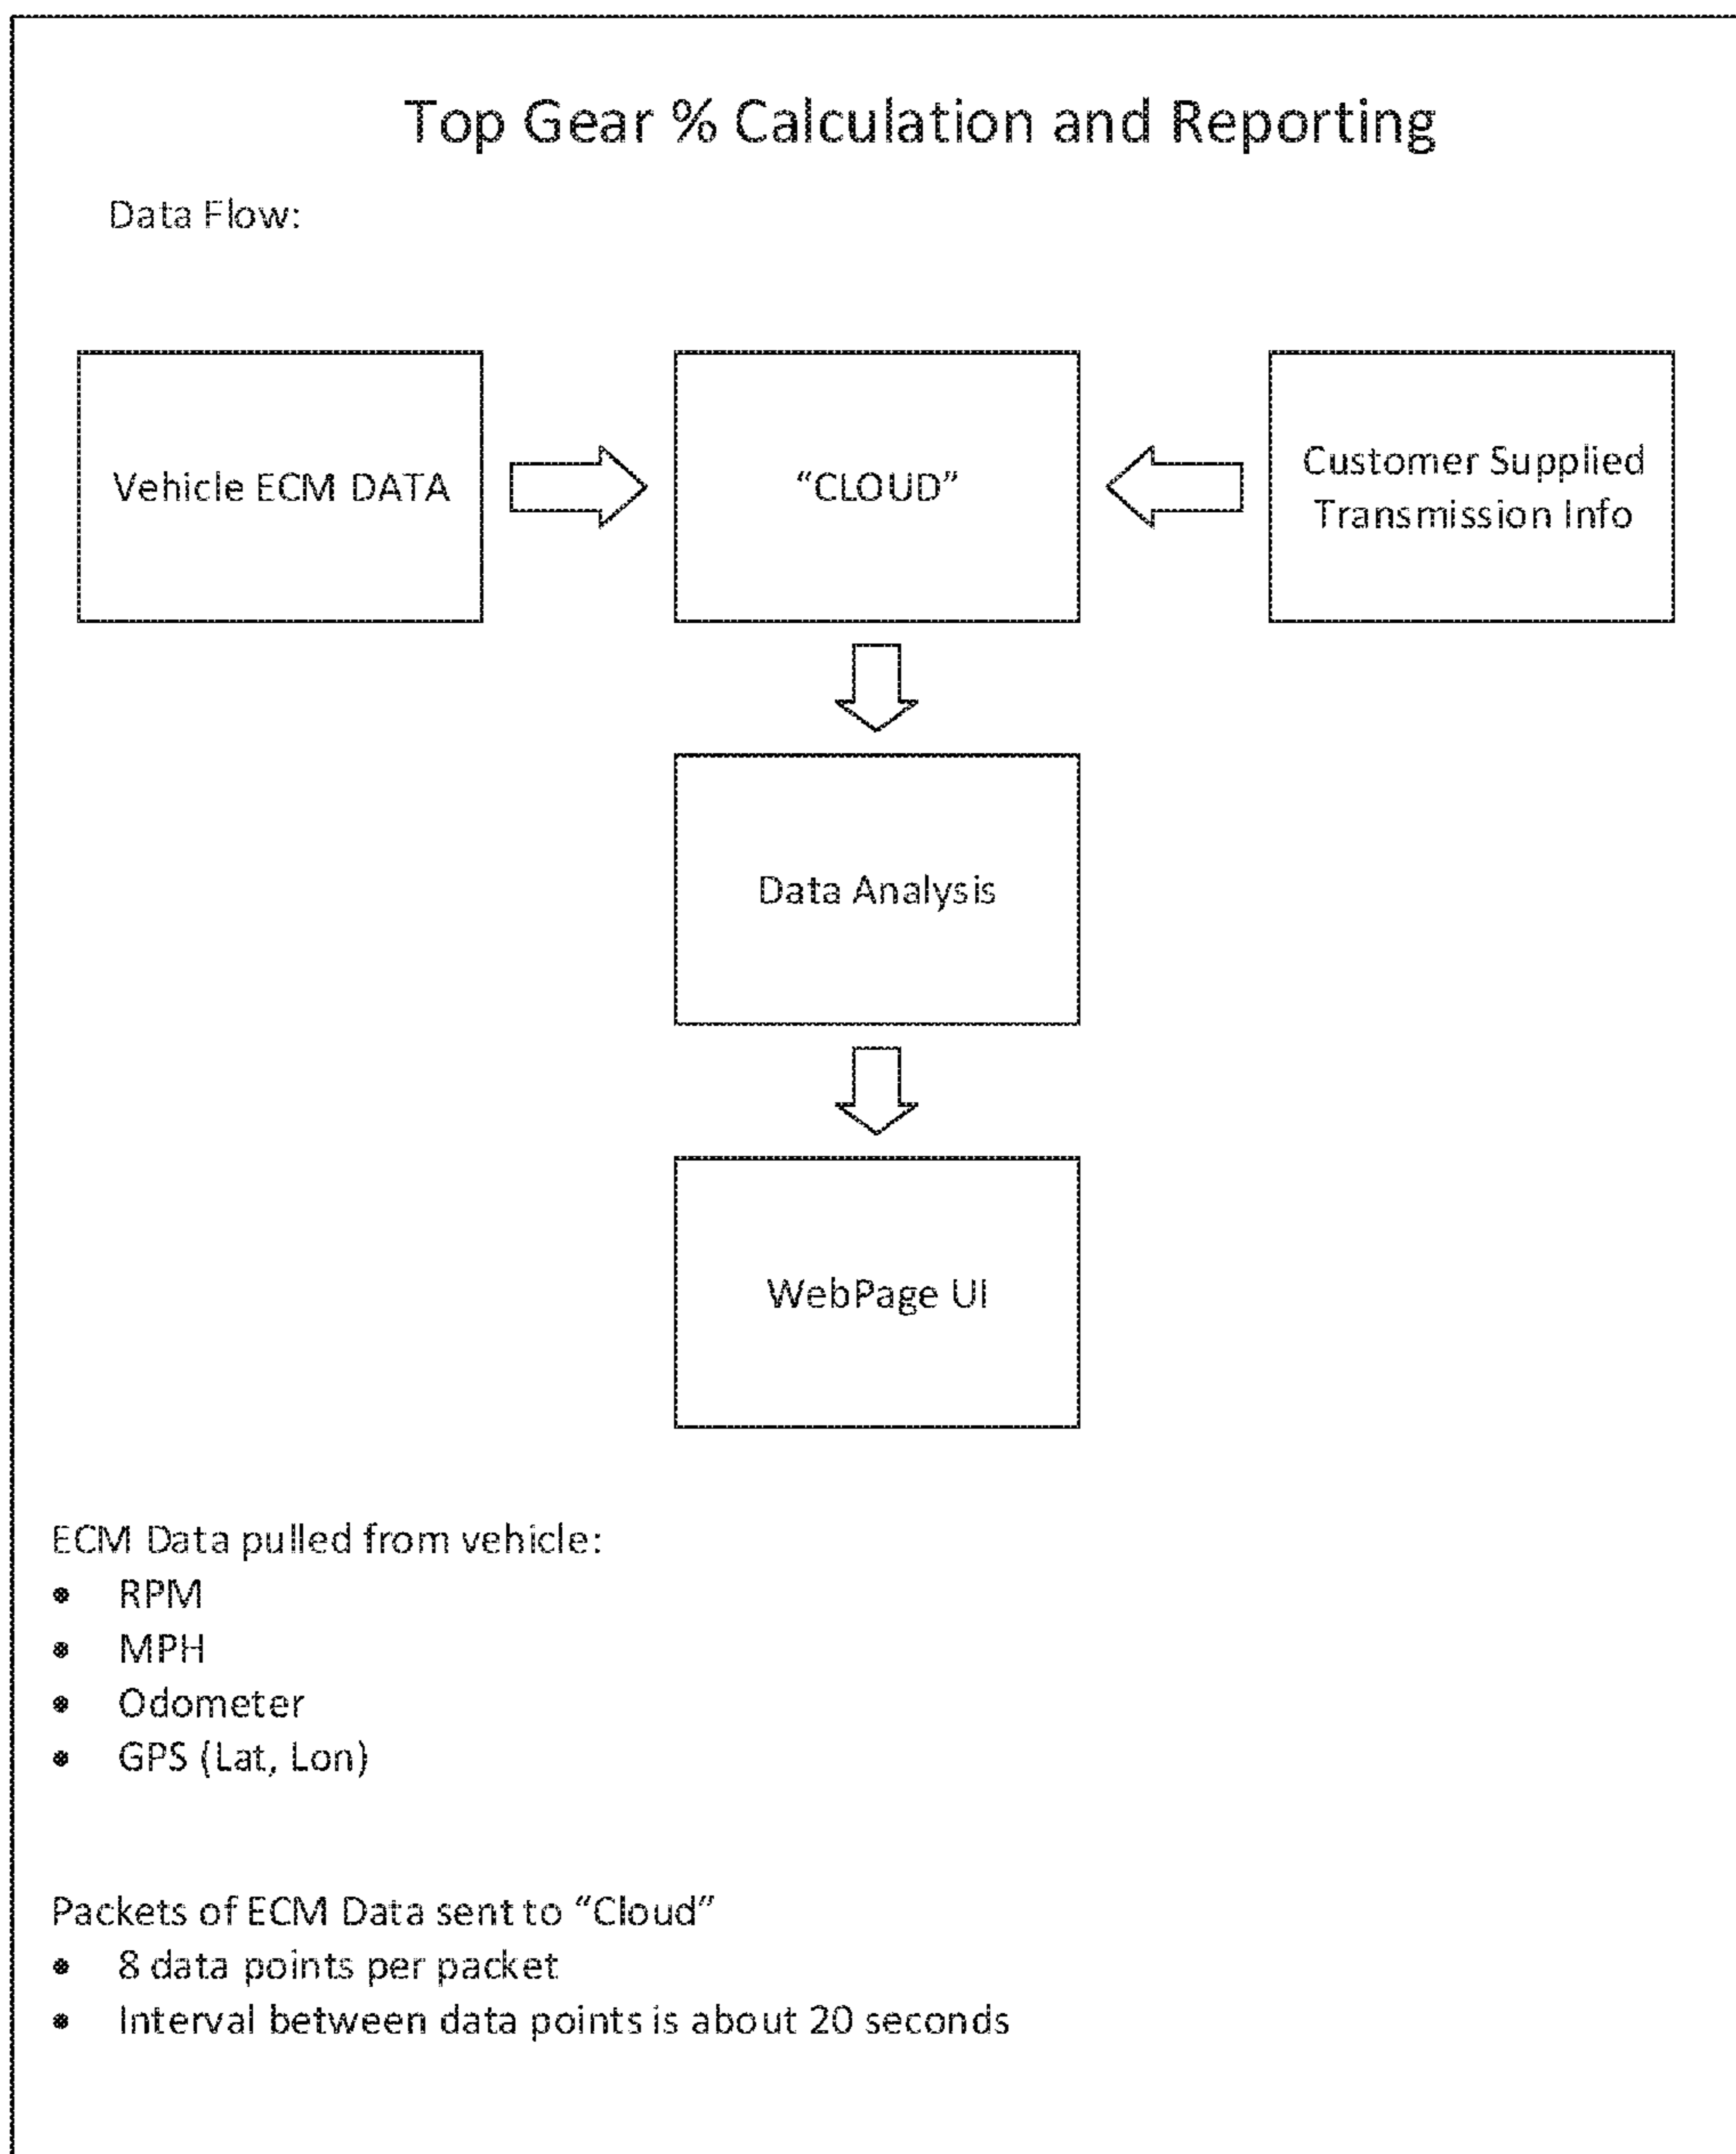 Top Gear % Calculation and Reporting
Data Flow:
Vehicle ECM DATA
“CLOUD”
Customer Supplied
Transmission Info
Data Analysis
WebPage UI
ECM Data pulled from vehicle:
• RPM
• MPH
• Odometer
• GPS (Lat, Lon)
Packets of ECM Data sent to “Cloud”
• 8 data points per packet
• Interval between data points is about 20 seconds